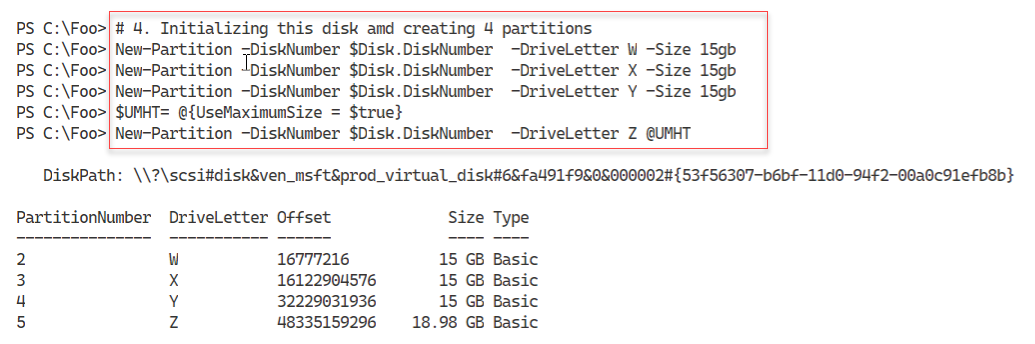 PS C:\Foo> # 4. Initializing this disk amd creating 4 partitions
PS C:\Foo> New-Partition -DiskNumber $Disk.DiskNumber  -DriveLetter W -Size 15gb
PS C:\Foo> New-Partition -DiskNumber $Disk.DiskNumber  -DriveLetter X -Size 15gb
PS C:\Foo> New-Partition -DiskNumber $Disk.DiskNumber  -DriveLetter Y -Size 15gb
PS C:\Foo> $UMHT= @{UseMaximumSize = $true}
PS C:\Foo> New-Partition -DiskNumber $Disk.DiskNumber  -DriveLetter Z @UMHT
DiskPath: \\?\scsi#disk&ven_msft&prod_virtual_disk#6&fa491f9&0&000002#{53f56307-b6bf-11d0-94f2-00a0c91efb8b}
PartitionNumber  DriveLetter Offset                   Size Type
---------------  ----------- ------                   ---- ----
2                W           16777216                15 GB Basic
3                X           16122904576             15 GB Basic
4                Y           32229031936             15 GB Basic
5                Z           48335159296          18.98 GB Basic